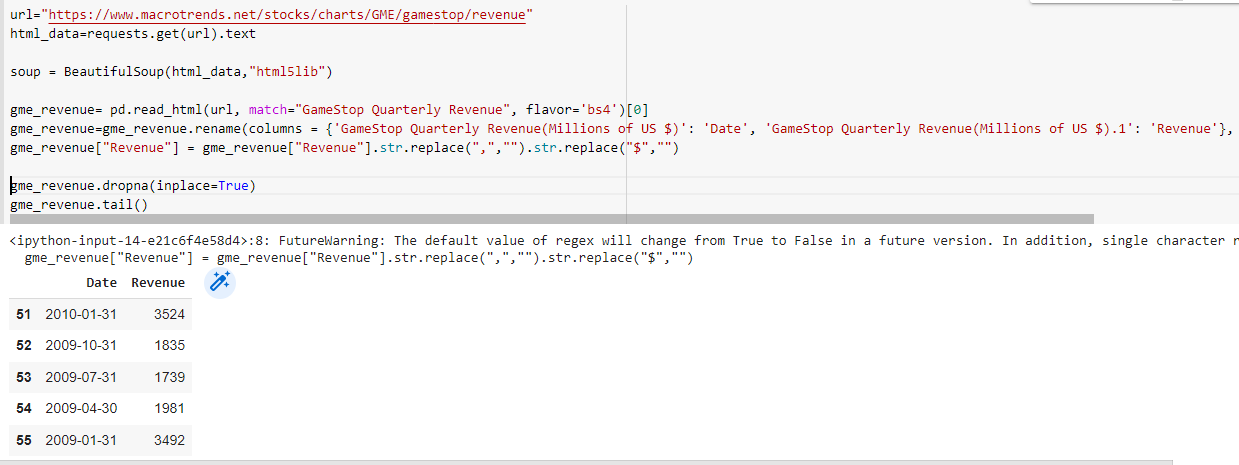 url="https://www.macrotrends.net/stocks/charts/GME/gamestop/revenue"
html_data=requests.get(url).text
soup = BeautifulSoup(html_data,"html5lib")
gme_revenue= pd.read_html(url, match="GameStop Quarterly Revenue", flavor='bs4')[0]
gme_revenue=gme_revenue.rename(columns = {'GameStop Quarterly Revenue(Millions of US $)': 'Date', 'GameStop Quarterly Revenue(Millions of US $).1': 'Revenue'},
gme_revenue["Revenue"] = gme_revenue["Revenue"].str.replace(",","").str.replace("$","")
gme_revenue.dropna(inplace=True)
gme_revenue.tail()
<ipython-input-14-e21c6f4e58d4>:8: FutureWarning: The default value of regex will change from True to False in a future version. In addition, single character
gme_revenue["Revenue"] = gme_revenue["Revenue"].str.replace(",","").str.replace("$","")
Date Revenue
51 2010-01-31 3524
52 2009-10-31 1835
53 2009-07-31 1739
54 2009-04-30 1981
55 2009-01-31 3492